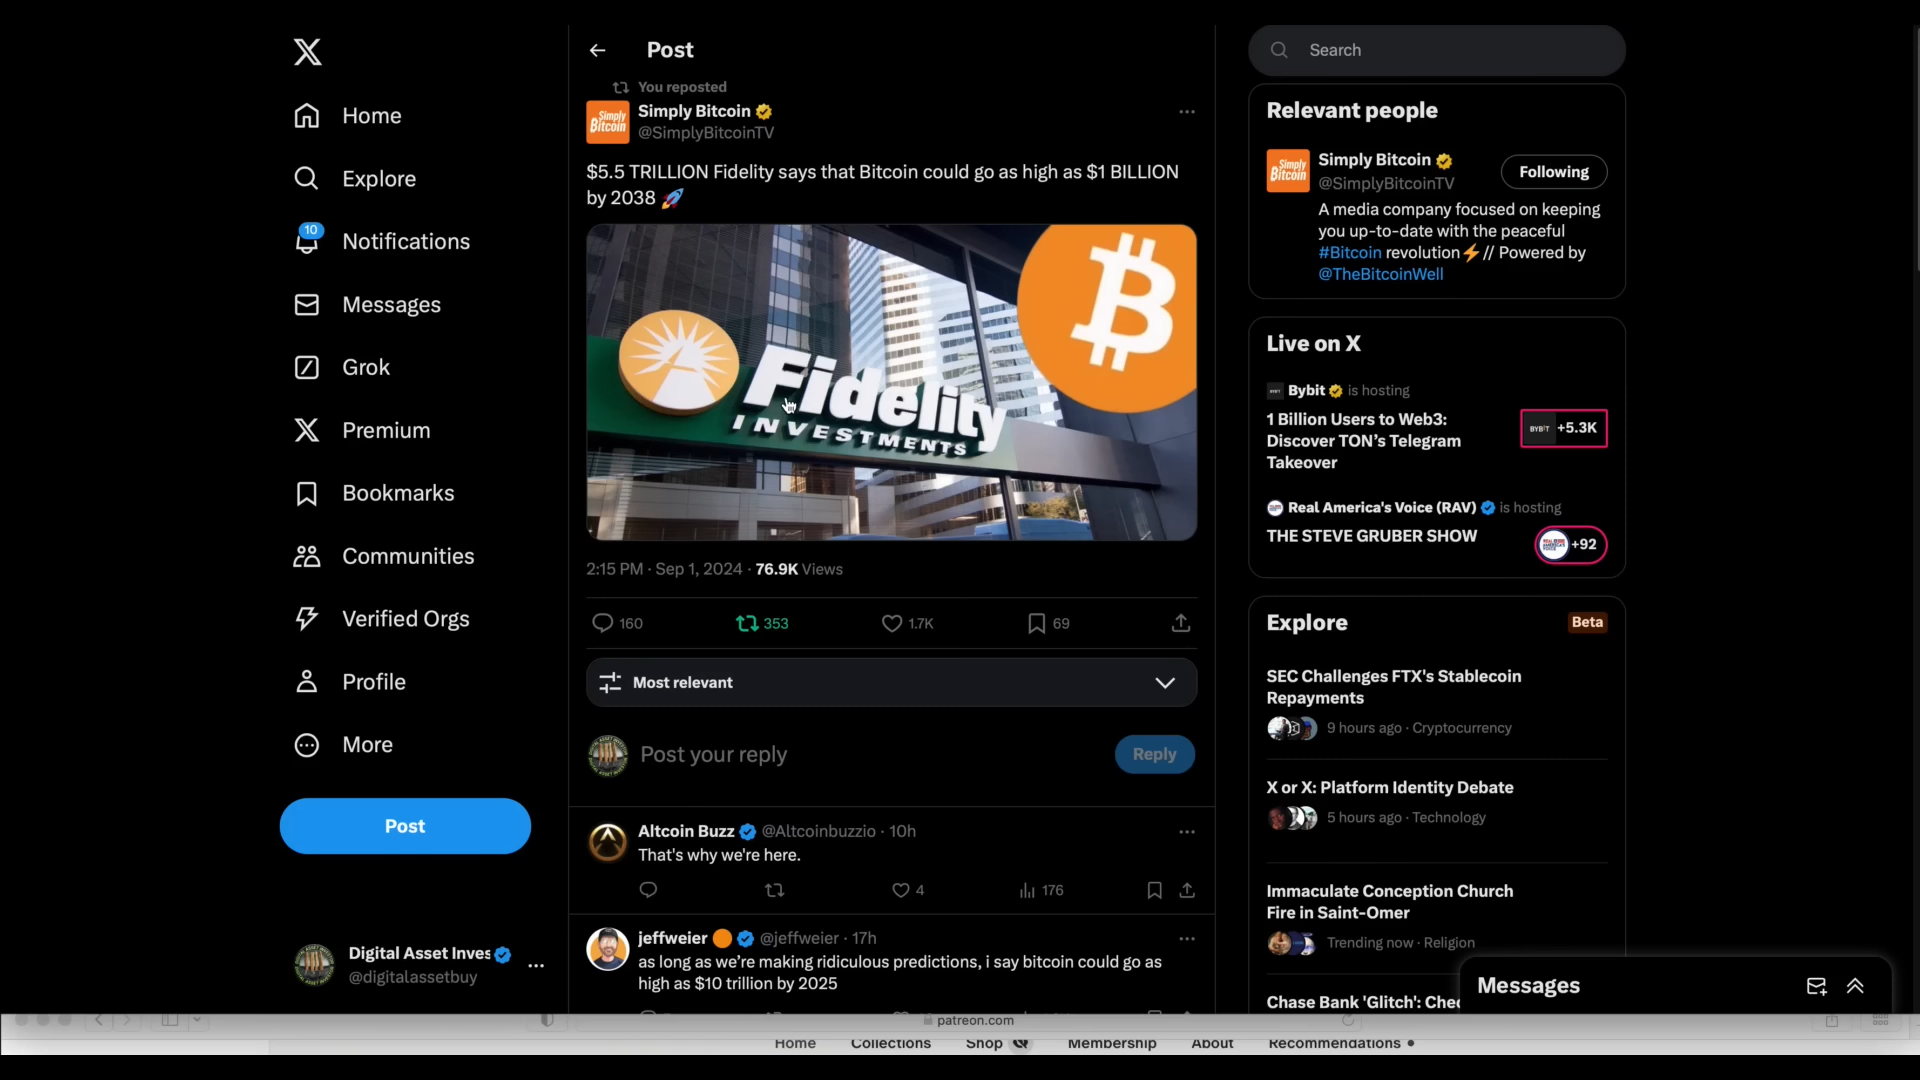 Home
Explore
10
Notifications
Messages
Grok
Premium
Bookmarks
Communities
Verified Orgs
Profile
More
Post
Digital Asset Inves
@digitalassetbuy
Post
You reposted
Simply Bitcoin
Simply Bitcoin
@SimplyBitcoinTV
$5.5 TRILLION Fidelity says that Bitcoin could go as high as $1 BILLION
by 2038 🚀
Fidelity
INVESTMENTS
2:15 PM · Sep 1, 2024 · 76.9K Views
160
353
1.7K
69
Most relevant
Post your reply
Reply
Altcoin Buzz @Altcoinbuzzio · 10h
That's why we're here.
4
176
jeffweier @jeffweier · 17h
as long as we're making ridiculous predictions, i say bitcoin could go as
high as $10 trillion by 2025
Search
Relevant people
Simply Bitcoin
Simply Bitcoin
@SimplyBitcoinTV
Following
A media company focused on keeping
you up-to-date with the peaceful
#Bitcoin revolution⚡// Powered by
@TheBitcoinWell
Live on X
Bybit is hosting
1 Billion Users to Web3:
Discover TON's Telegram
Takeover
BYBIT +5.3K
Real America's Voice (RAV) is hosting
THE STEVE GRUBER SHOW
+92
Explore
Beta
SEC Challenges FTX's Stablecoin
Repayments
9 hours ago · Cryptocurrency
X or X: Platform Identity Debate
5 hours ago · Technology
Immaculate Conception Church
Fire in Saint-Omer
Trending now · Religion
Chase Bank 'Glitch':
Messages
patreon.com
Home
Collections
Shop
Membership
About
Recommendations